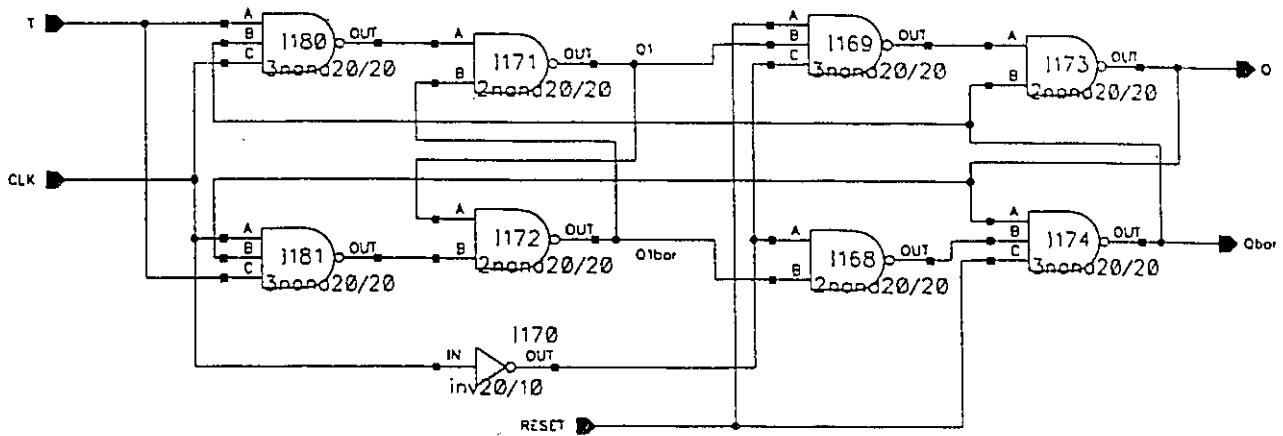 T
A
B
C
I180
OUT
3nand20/20
A
B
I171
OUT
2nand20/20
Q1
A
B
C
I169
OUT
3nand20/20
A
B
I173
OUT
2nand20/20
Q
CLK
A
B
C
I181
OUT
3nand20/20
A
B
I172
OUT
2nand20/20
Q1bar
A
B
I168
OUT
2nand20/20
A
B
C
I174
OUT
3nand20/20
Qbar
I170
IN
OUT
inv20/10
RESET